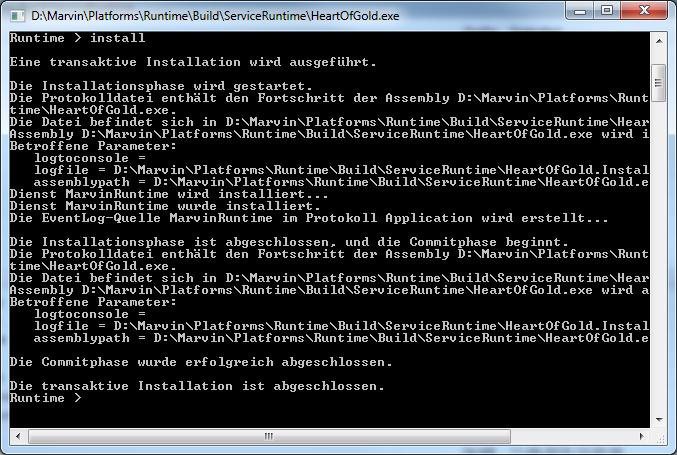 D:\Marvin\Platforms\Runtime\Build\ServiceRuntime\HeartOfGold.exe
Runtime > install
Eine transaktive Installation wird ausgeführt.
Die Installationsphase wird gestartet.
Die Protokolldatei enthält den Fortschritt der Assembly D:\Marvin\Platforms\Runt
time\HeartOfGold.exe.
Die Datei befindet sich in D:\Marvin\Platforms\Runtime\Build\ServiceRuntime\Hear
Assembly D:\Marvin\Platforms\Runtime\Build\ServiceRuntime\HeartOfGold.exe wird i
Betroffene Parameter:
logtoconsole =
logfile = D:\Marvin\Platforms\Runtime\Build\ServiceRuntime\HeartOfGold.Instal
assemblypath = D:\Marvin\Platforms\Runtime\Build\ServiceRuntime\HeartOfGold.e
Dienst MarvinRuntime wird installiert...
Dienst MarvinRuntime wurde installiert.
Die EventLog-Quelle MarvinRuntime im Protokoll Application wird erstellt...
Die Installationsphase ist abgeschlossen, und die Commitphase beginnt.
Die Protokolldatei enthält den Fortschritt der Assembly D:\Marvin\Platforms\Runt
time\HeartOfGold.exe.
Die Datei befindet sich in D:\Marvin\Platforms\Runtime\Build\ServiceRuntime\Hear
Assembly D:\Marvin\Platforms\Runtime\Build\ServiceRuntime\HeartOfGold.exe wird a
Betroffene Parameter:
logtoconsole =
logfile = D:\Marvin\Platforms\Runtime\Build\ServiceRuntime\HeartOfGold.Instal
assemblypath = D:\Marvin\Platforms\Runtime\Build\ServiceRuntime\HeartOfGold.e
Die Commitphase wurde erfolgreich abgeschlossen.
Die transaktive Installation ist abgeschlossen.
Runtime >